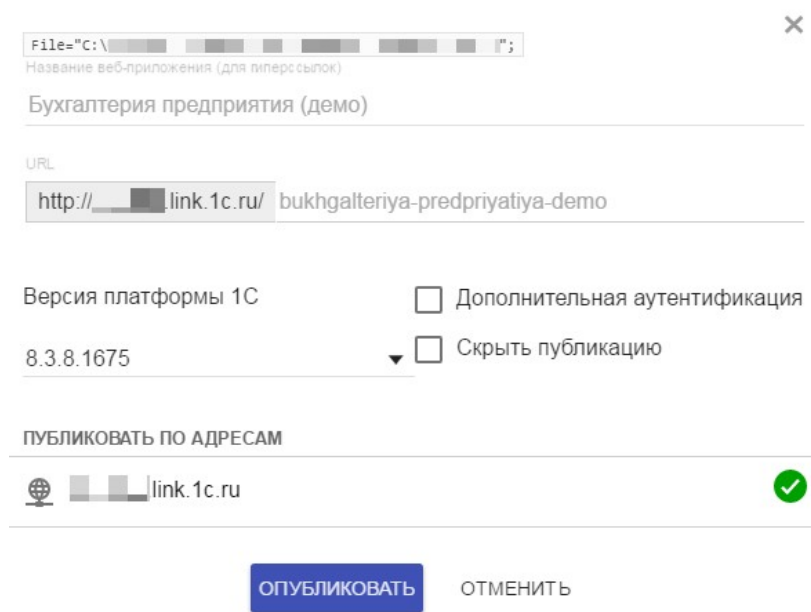 File="C:\ ";
Название веб-приложения (для гиперссылок)
Бухгалтерия предприятия (демо)
URL
http:// .link.1c.ru/ bukhgalteriya-predpriyatiya-demo
Версия платформы 1С
Дополнительная аутентификация
8.3.8.1675
Скрыть публикацию
ПУБЛИКОВАТЬ ПО АДРЕСАМ
.link.1c.ru
ОПУБЛИКОВАТЬ ОТМЕНИТЬ